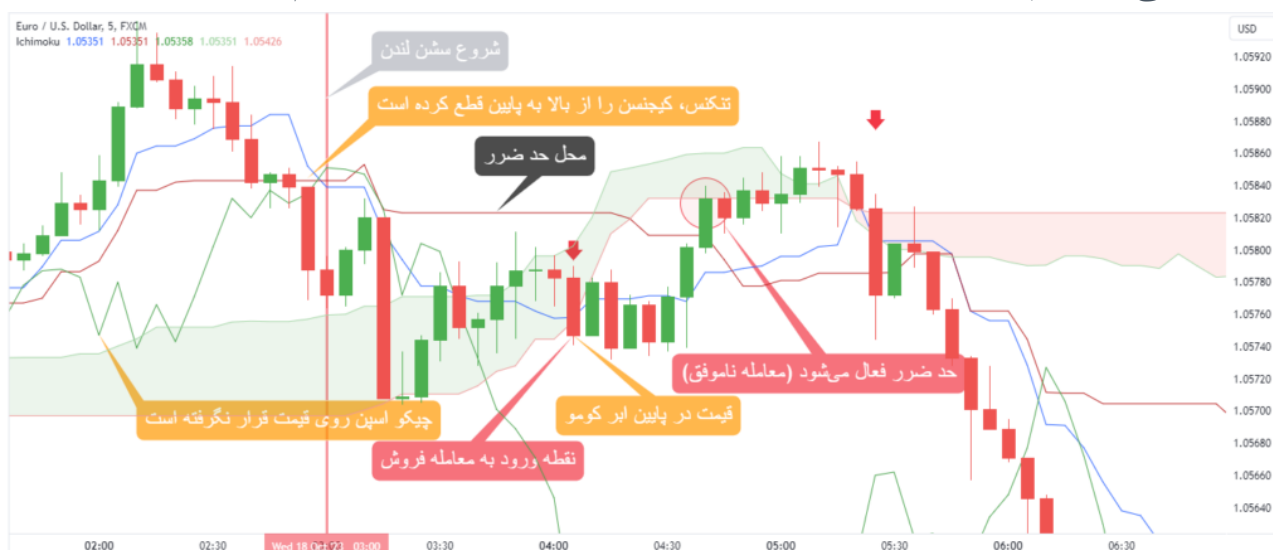 Euro / U.S. Dollar, 5, FXCM
Ichimoku 1.05351 1.05351 1.05358 1.05351 1.05426
USD
شروع سشن لندن
تنکنس، کیجنسن را از بالا به پایین قطع کرده است
محل حد ضرر
حد ضرر فعال می‌شود (معامله ناموفق)
قیمت در پایین ابر کومو
چیکو اسپن روی قیمت قرار نگرفته است
نقطه ورود به معامله فروش
1.05920
1.05900
1.05880
1.05860
1.05840
1.05820
1.05800
1.05780
1.05760
1.05740
1.05720
1.05700
1.05680
1.05660
1.05640
02:00 02:30 03:00 03:30 04:00 04:30 05:00 05:30 06:00 06:30